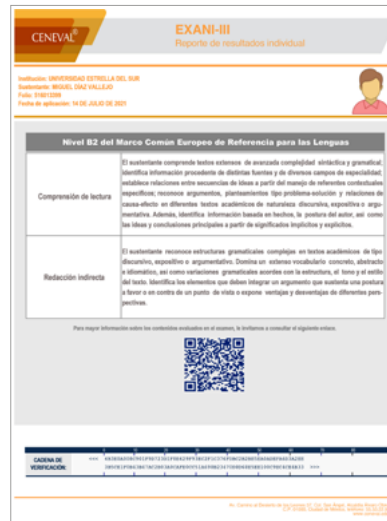 CENEVAL®
EXANI-III
Reporte de resultados individual
Institución: UNIVERSIDAD ESTRELLA DEL SUR
Sustentante: MIGUEL DÍAZ VALLEJO
Fecha de aplicación: 14 DE JULIO DE 2021
Nivel B2 del Marco Común Europeo de Referencia para las Lenguas
Comprensión de lectura
El sustentante comprende textos extensos de avanzada complejidad sintáctica y gramatical;
identifica información procedente de distintas fuentes y de diversos campos de especialidad;
establece relaciones entre secuencias de ideas a partir del manejo de referentes contextuales
específicos; reconoce argumentos, planteamientos tipo problema-solución y relaciones de
causa-efecto en diferentes textos académicos de naturaleza discursiva, expositiva o argu-
mentativa. Además, identifica información basada en hechos, la postura del autor, así como
las ideas y conclusiones principales a partir de significados implícitos y explícitos.
Redacción indirecta
El sustentante reconoce estructuras gramaticales complejas en textos académicos de tipo
discursivo, expositivo o argumentativo. Domina un extenso vocabulario concreto, abstracto
e idiomático, así como variaciones gramaticales acordes con la estructura, el tono y el estilo
del texto. Identifica los elementos que deben integrar un argumento que sustenta una postura
a favor o en contra de un punto de vista o expone ventajas y desventajas de diferentes pers-
pectivas.
Para mayor información sobre los contenidos evaluados en el examen, le invitamos a consultar el siguiente enlace.
CADENA DE
VERIFICACIÓN: